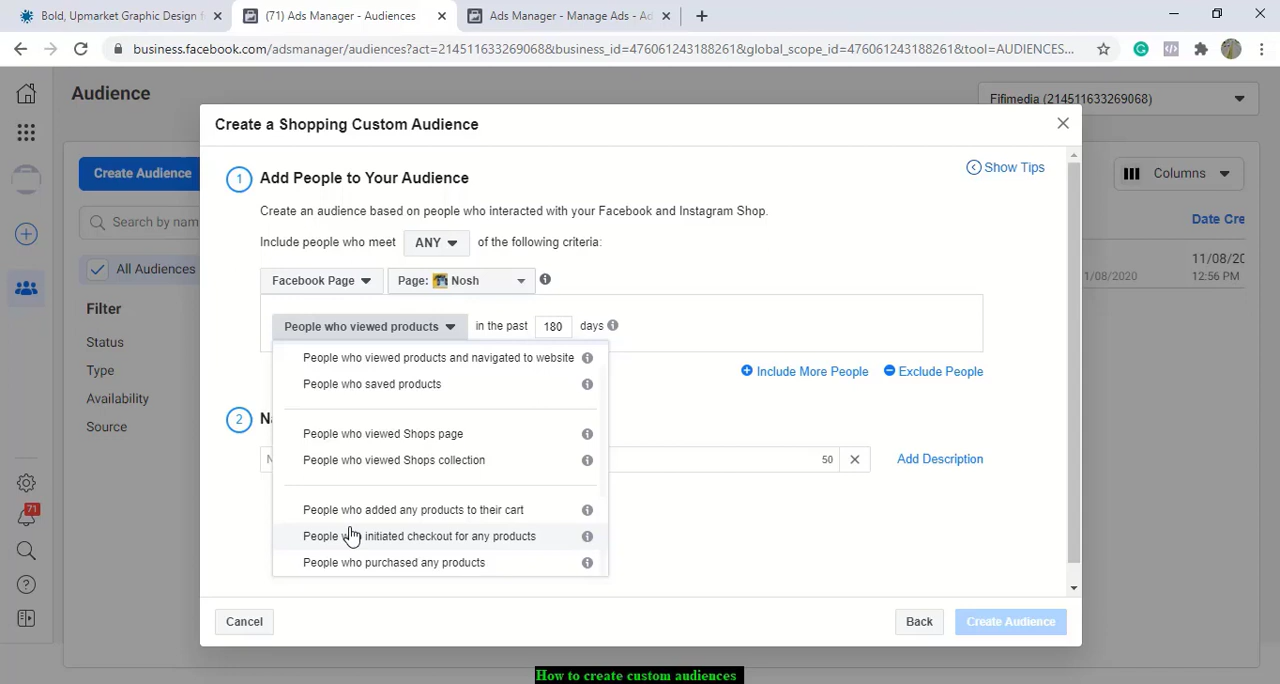 Bold, Upmarket Graphic Design f
(71) Ads Manager - Audiences
Ads Manager - Manage Ads - Ad
business.facebook.com/adsmanager/audiences?act=214511633269068&business_id=476061243188261&global_scope_id=476061243188261&tool=AUDIENCES...
Audience
Fifimedia (214511633269068)
Create a Shopping Custom Audience
Create Audience
Columns
1
Add People to Your Audience
Show Tips
Create an audience based on people who interacted with your Facebook and Instagram Shop.
Search by nam
Date Cre
Include people who meet ANY of the following criteria:
All Audiences
11/08/20
1/08/2020
12:56 PM
Facebook Page
Page: Nosh
Filter
People who viewed products in the past 180 days
Status
People who viewed products and navigated to website
Type
Include More People
Exclude People
People who saved products
Availability
2
Source
People who viewed Shops page
People who viewed Shops collection
50
Add Description
People who added any products to their cart
71
People who initiated checkout for any products
People who purchased any products
Cancel
Back
Create Audience
How to create custom audiences